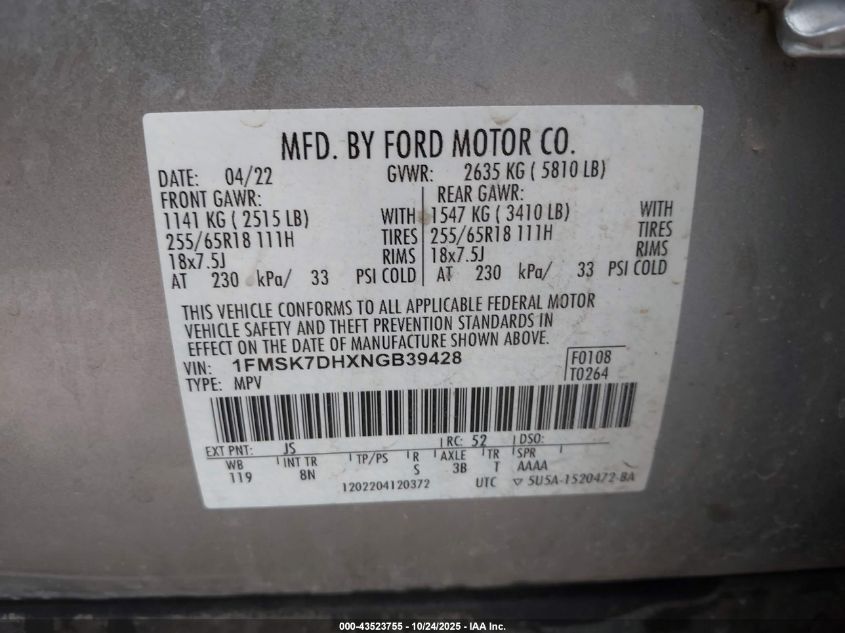 MFD. BY FORD MOTOR CO.
DATE: 04/22 GVWR: 2635 KG ( 5810 LB)
FRONT GAWR: REAR GAWR:
1141 KG ( 2515 LB) WITH 1547 KG ( 3410 LB) WITH
255/65R18 111H TIRES 255/65R18 111H TIRES
18x7.5J RIMS 18x7.5J RIMS
AT 230 kPa/ 33 PSI COLD AT 230 kPa/ 33 PSI COLD
THIS VEHICLE CONFORMS TO ALL APPLICABLE FEDERAL MOTOR
VEHICLE SAFETY AND THEFT PREVENTION STANDARDS IN
EFFECT ON THE DATE OF MANUFACTURE SHOWN ABOVE.
VIN: 1FMSK7DHXNGB39428 F0108
TYPE: MPV T0264
EXT PNT: JS RC: 52 DSO:
WB INT TR TP/PS R AXLE TR SPR
119 8N S 3B T AAAA
1202204120372 UTC ▽ 5U5A-1520472-BA
000-43523755 - 10/24/2025 - IAA Inc.